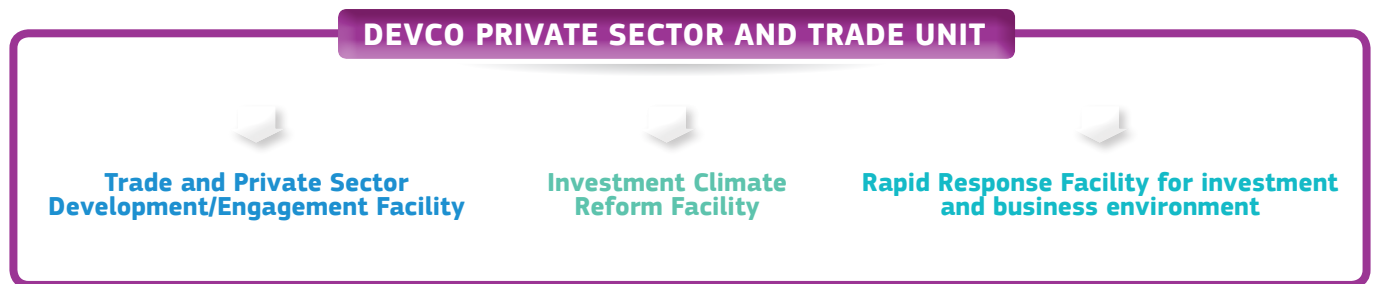 DEVCO PRIVATE SECTOR AND TRADE UNIT
Trade and Private Sector
Development/Engagement Facility
Investment Climate
Reform Facility
Rapid Response Facility for investment
and business environment